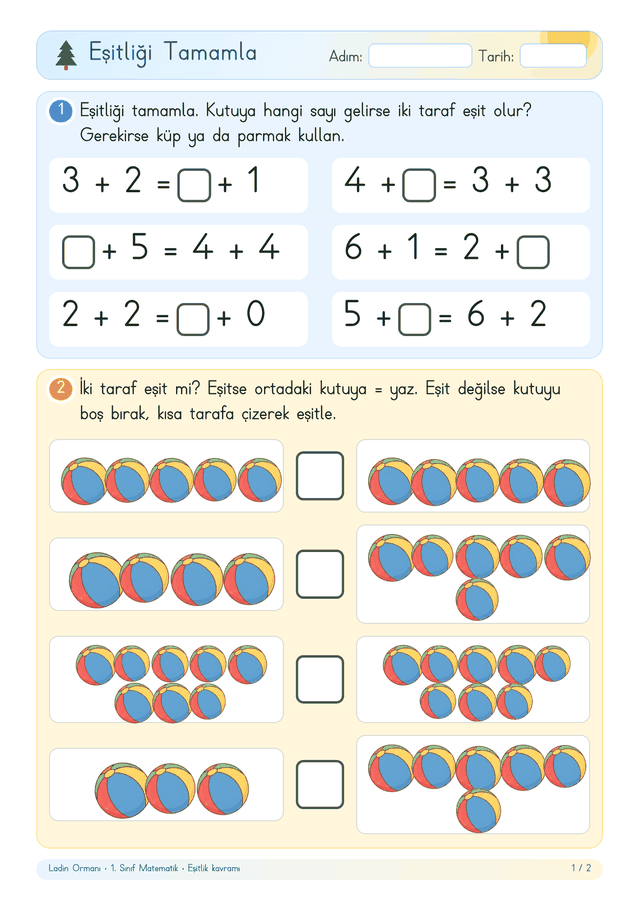 Eşitliği Tamamla
Adım:
Tarih:
1 Eşitliği tamamla. Kutuya hangi sayı gelirse iki taraf eşit olur?
Gerekirse küp ya da parmak kullan.
3 + 2 = □ + 1
4 + □ = 3 + 3
□ + 5 = 4 + 4
6 + 1 = 2 + □
2 + 2 = □ + 0
5 + □ = 6 + 2
2 İki taraf eşit mi? Eşitse ortadaki kutuya = yaz. Eşit değilse kutuyu
boş bırak, kısa tarafa çizerek eşitle.
Ladin Ormanı • 1. Sınıf Matematik • Eşitlik kavramı
1 / 2